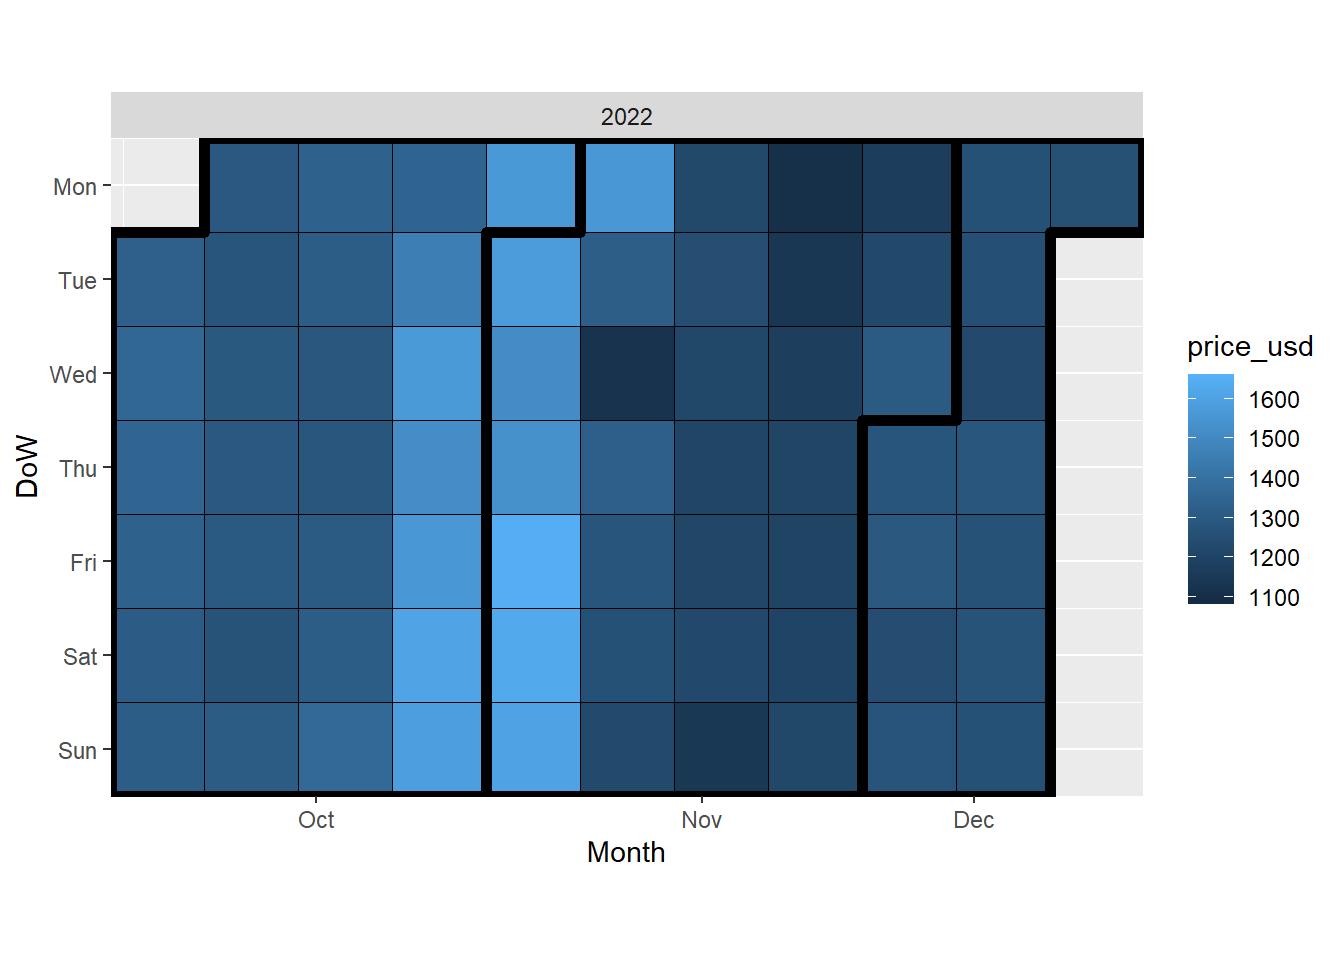 2022
Mon
Tue
Wed
Thu
Fri
Sat
Sun
DoW
Oct Nov Dec
Month
price_usd
1600
1500
1400
1300
1200
1100